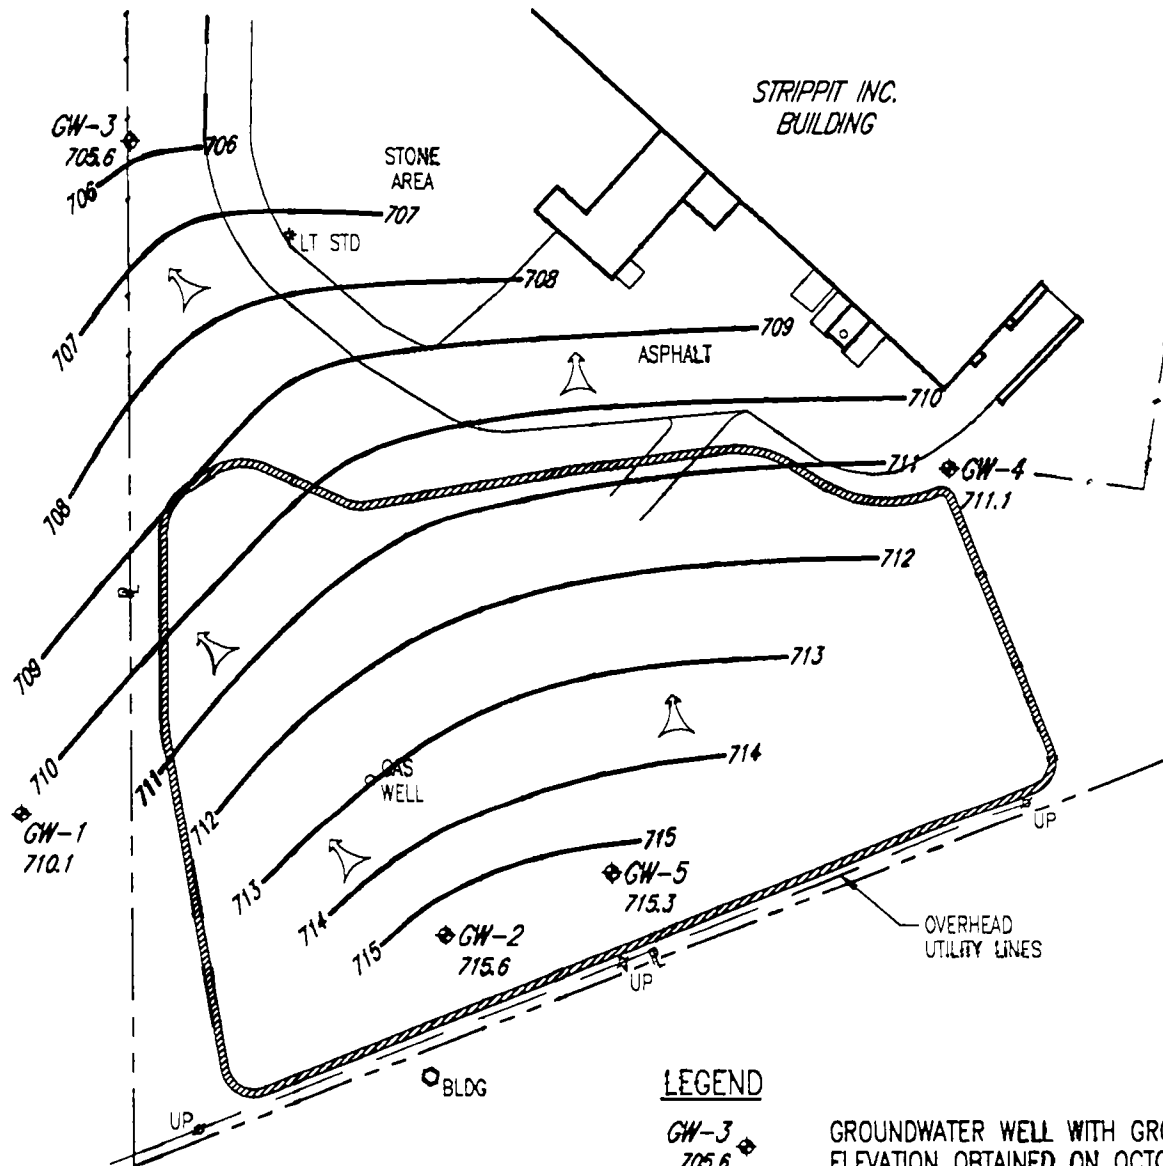 STRIPPIT INC.
BUILDING
GW-3
705.6
706
706
STONE
AREA
707
LT STD
708
709
707
ASPHALT
710
711
GW-4
711.1
708
712
709
713
714
710
GAS
WELL
711
712
GW-1
710.1
UP
715
713
GW-5
715.3
714
OVERHEAD
UTILITY LINES
715
GW-2
715.6
UP
BLDG
LEGEND
UP
GW-3
705.6
GROUNDWATER WELL WITH GRO
ELEVATION OBTAINED ON OCTO